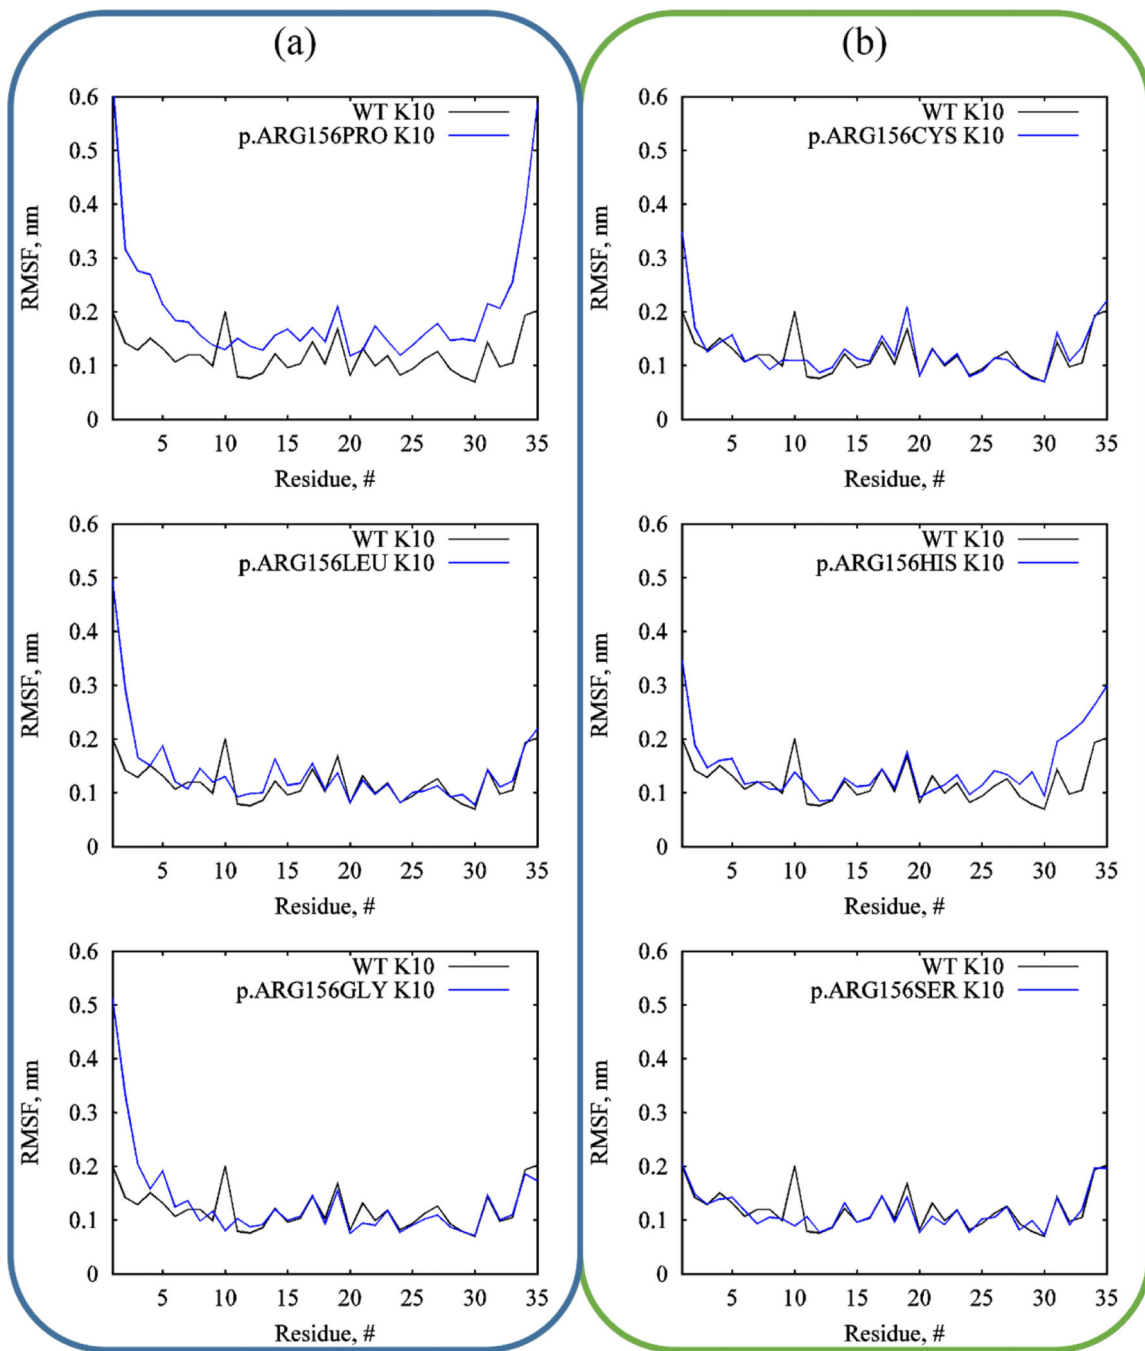 (a)
0.6
0.5
0.4
0.3
0.2
0.1
0
RMSF, nm
WT K10
p.ARG156PRO K10
5 10 15 20 25 30 35
Residue, #
0.6
0.5
0.4
0.3
0.2
0.1
0
RMSF, nm
WT K10
p.ARG156LEU K10
5 10 15 20 25 30 35
Residue, #
0.6
0.5
0.4
0.3
0.2
0.1
0
RMSF, nm
WT K10
p.ARG156GLY K10
5 10 15 20 25 30 35
Residue, #
(b)
0.6
0.5
0.4
0.3
0.2
0.1
0
RMSF, nm
WT K10
p.ARG156CYS K10
5 10 15 20 25 30 35
Residue, #
0.6
0.5
0.4
0.3
0.2
0.1
0
RMSF, nm
WT K10
p.ARG156HIS K10
5 10 15 20 25 30 35
Residue, #
0.6
0.5
0.4
0.3
0.2
0.1
0
RMSF, nm
WT K10
p.ARG156SER K10
5 10 15 20 25 30 35
Residue, #